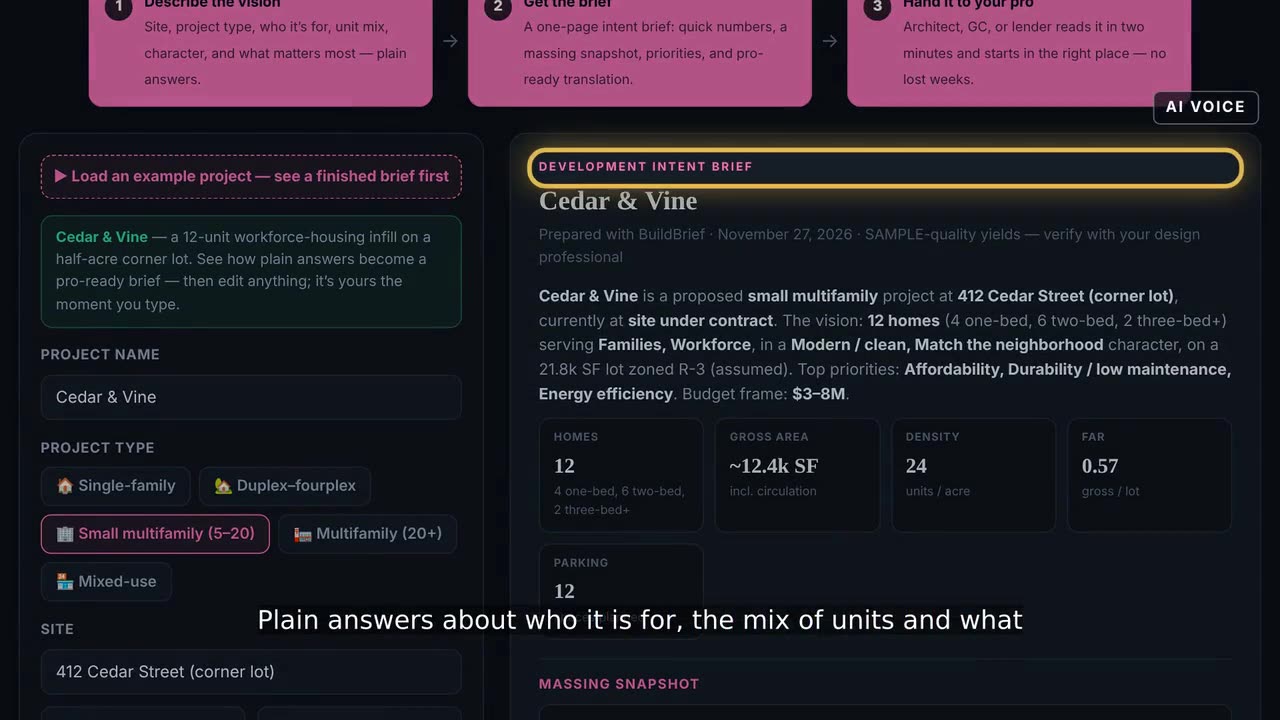 1 Describe the vision
Site, project type, who it's for, unit mix,
character, and what matters most — plain
answers.
→
2 Get the brief
A one-page intent brief: quick numbers, a
massing snapshot, priorities, and pro-
ready translation.
→
3 Hand it to your pro
Architect, GC, or lender reads it in two
minutes and starts in the right place — no
lost weeks.
AI VOICE
▶ Load an example project — see a finished brief first
Cedar & Vine — a 12-unit workforce-housing infill on a
half-acre corner lot. See how plain answers become a
pro-ready brief — then edit anything; it's yours the
moment you type.
PROJECT NAME
Cedar & Vine
PROJECT TYPE
🏠 Single-family
🏡 Duplex–fourplex
🏢 Small multifamily (5–20)
🏣 Multifamily (20+)
🏪 Mixed-use
SITE
412 Cedar Street (corner lot)
DEVELOPMENT INTENT BRIEF
Cedar & Vine
Prepared with BuildBrief · November 27, 2026 · SAMPLE-quality yields — verify with your design
professional
Cedar & Vine is a proposed small multifamily project at 412 Cedar Street (corner lot),
currently at site under contract. The vision: 12 homes (4 one-bed, 6 two-bed, 2 three-bed+)
serving Families, Workforce, in a Modern / clean, Match the neighborhood character, on a
21.8k SF lot zoned R-3 (assumed). Top priorities: Affordability, Durability / low maintenance,
Energy efficiency. Budget frame: $3–8M.
HOMES
12
4 one-bed, 6 two-bed,
2 three-bed+
GROSS AREA
~12.4k SF
incl. circulation
DENSITY
24
units / acre
FAR
0.57
gross / lot
PARKING
12
MASSING SNAPSHOT
Plain answers about who it is for, the mix of units and what